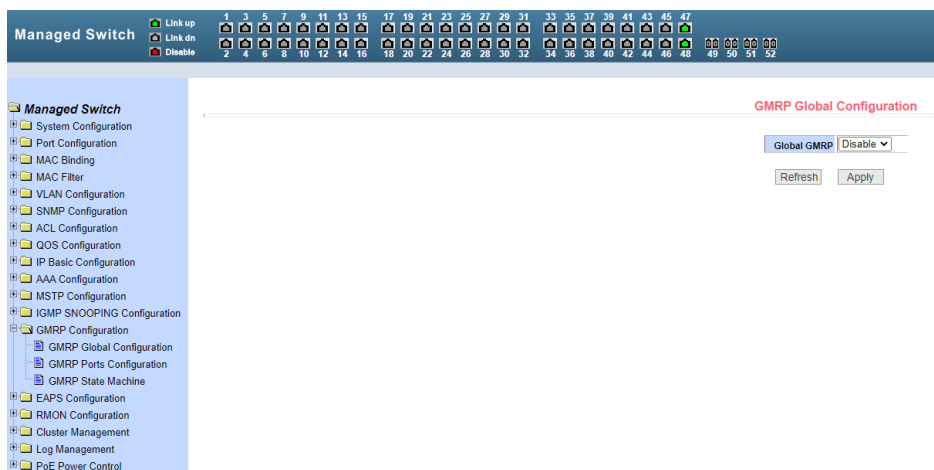 Managed Switch
Link up
Link dn
Disable
1 3 5 7 9 11 13 15 17 19 21 23 25 27 29 31 33 35 37 39 41 43 45 47
2 4 6 8 10 12 14 16 18 20 22 24 26 28 30 32 34 36 38 40 42 44 46 48 49 50 51 52
Managed Switch
System Configuration
Port Configuration
MAC Binding
MAC Filter
VLAN Configuration
SNMP Configuration
ACL Configuration
QOS Configuration
IP Basic Configuration
AAA Configuration
MSTP Configuration
IGMP SNOOPING Configuration
GMRP Configuration
GMRP Global Configuration
GMRP Ports Configuration
GMRP State Machine
EAPS Configuration
RMON Configuration
Cluster Management
Log Management
PoE Power Control
GMRP Global Configuration
Global GMRP Disable
Refresh Apply